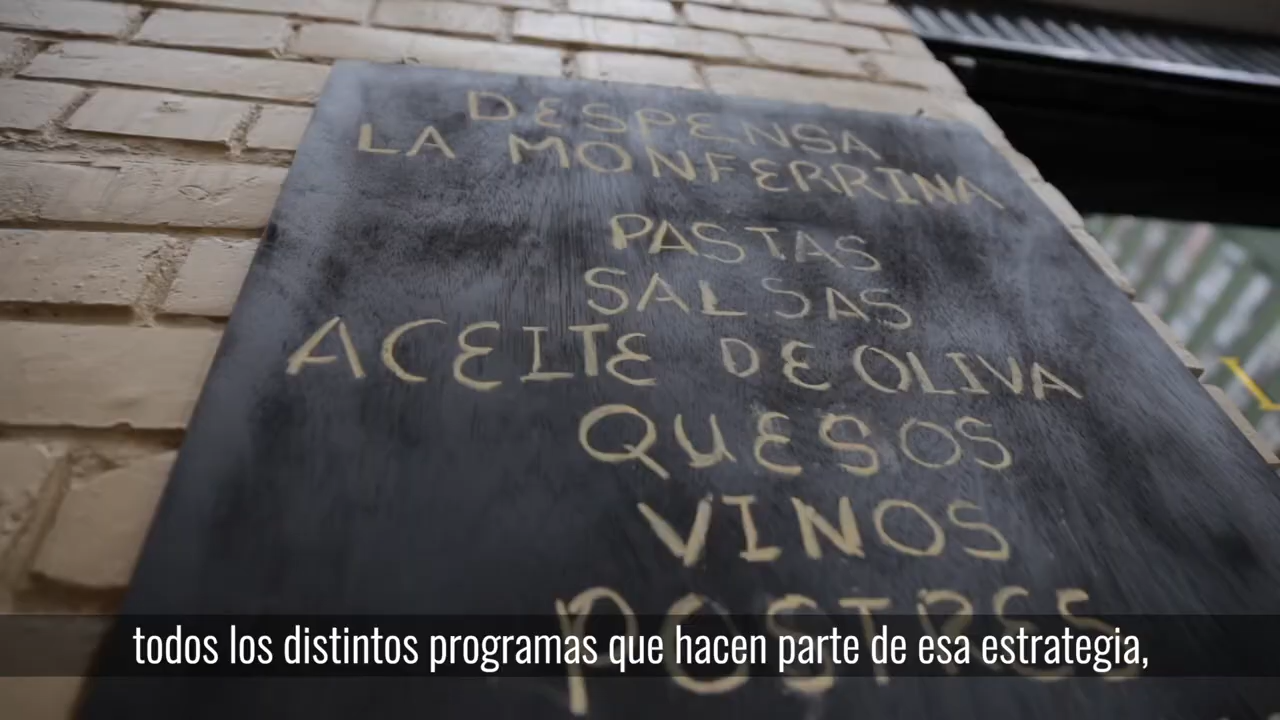 DESPENSA
LA MONFERRINA
PASTAS
SALSAS
ACEITE DE OLIVA
QUESOS
VINOS
POSTRES
todos los distintos programas que hacen parte de esa estrategia,